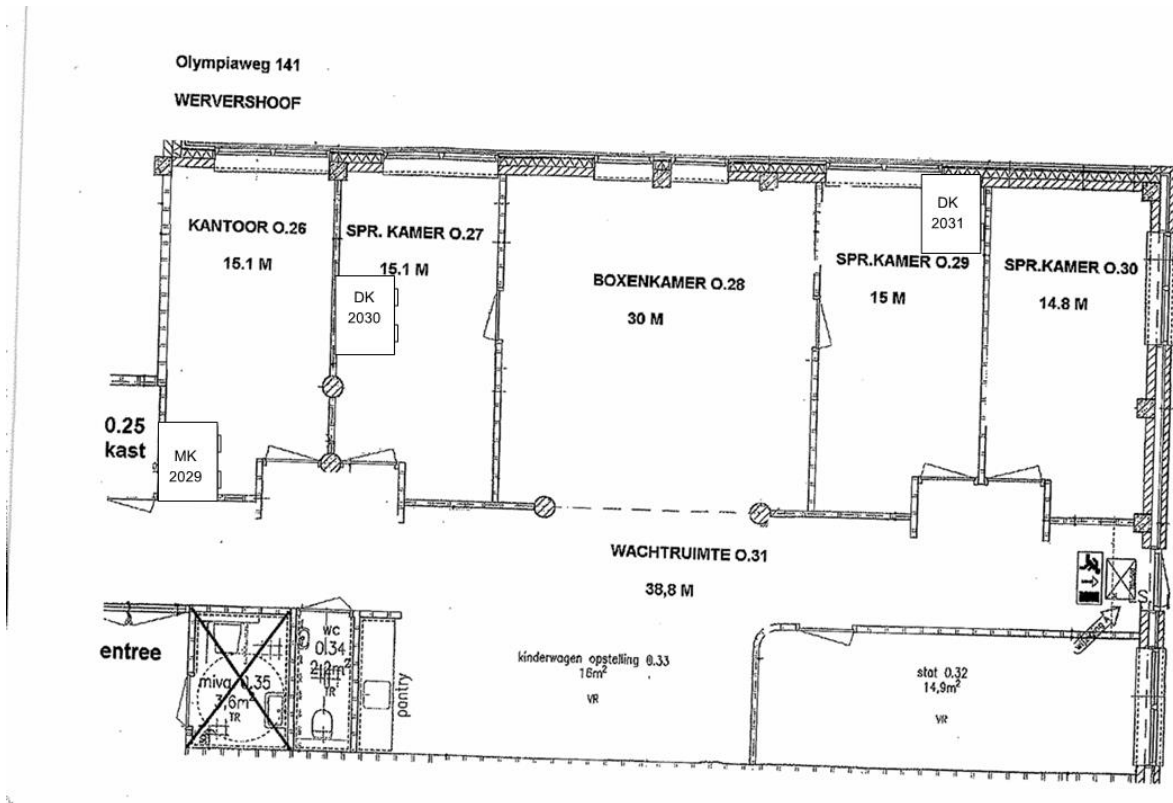 Olympiaweg 141
WERVERSHOOF
KANTOOR O.26
15.1 M
SPR. KAMER O.27
15.1 M
DK
2030
BOXENKAMER O.28
30 M
DK
2031
SPR.KAMER O.29
15 M
SPR.KAMER O.30
14.8 M
0.25
kast
MK
2029
WACHTRUIMTE O.31
38,8 M
S
entree
miva 0.35
3,6m²
TR
WC
0.34
TR
pantry
kinderwagen opstelling 0.33
16m²
VR
stat 0.32
14,9m²
VR